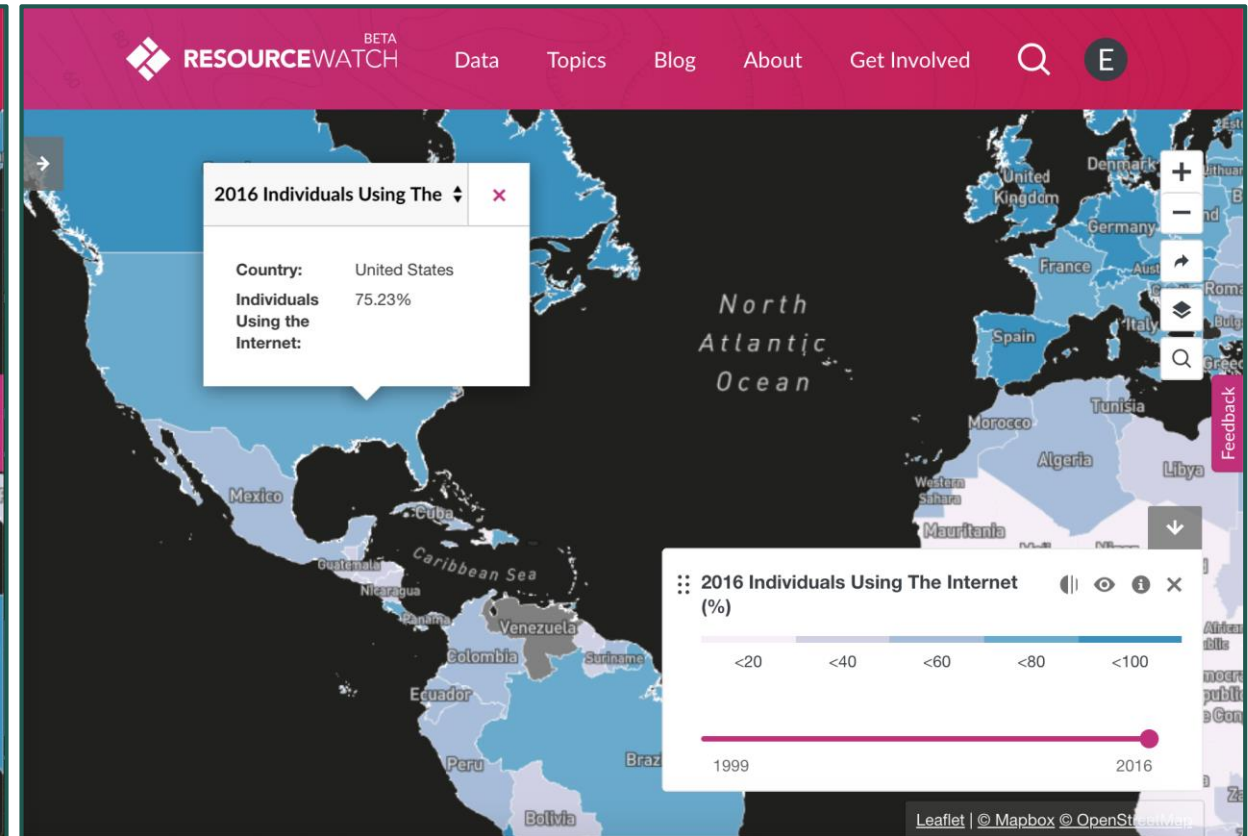 BETA
RESOURCEWATCH
Data
Topics
Blog
About
Get Involved
E
2016 Individuals Using The
Country: United States
Individuals Using the Internet: 75.23%
United Kingdom
Denmark
Germany
France
Spain
Italy
North
Atlantic
Ocean
Feedback
Morocco
Tunisia
Algeria
Libya
Western Sahara
Mauritania
Mexico
Cuba
Guatemala
Caribbean Sea
Nicaragua
Panama
Venezuela
Colombia
Suriname
Ecuador
Peru
Bolivia
2016 Individuals Using The Internet
(%)
<20 <40 <60 <80 <100
1999 2016
Leaflet | © Mapbox © OpenStreetMap